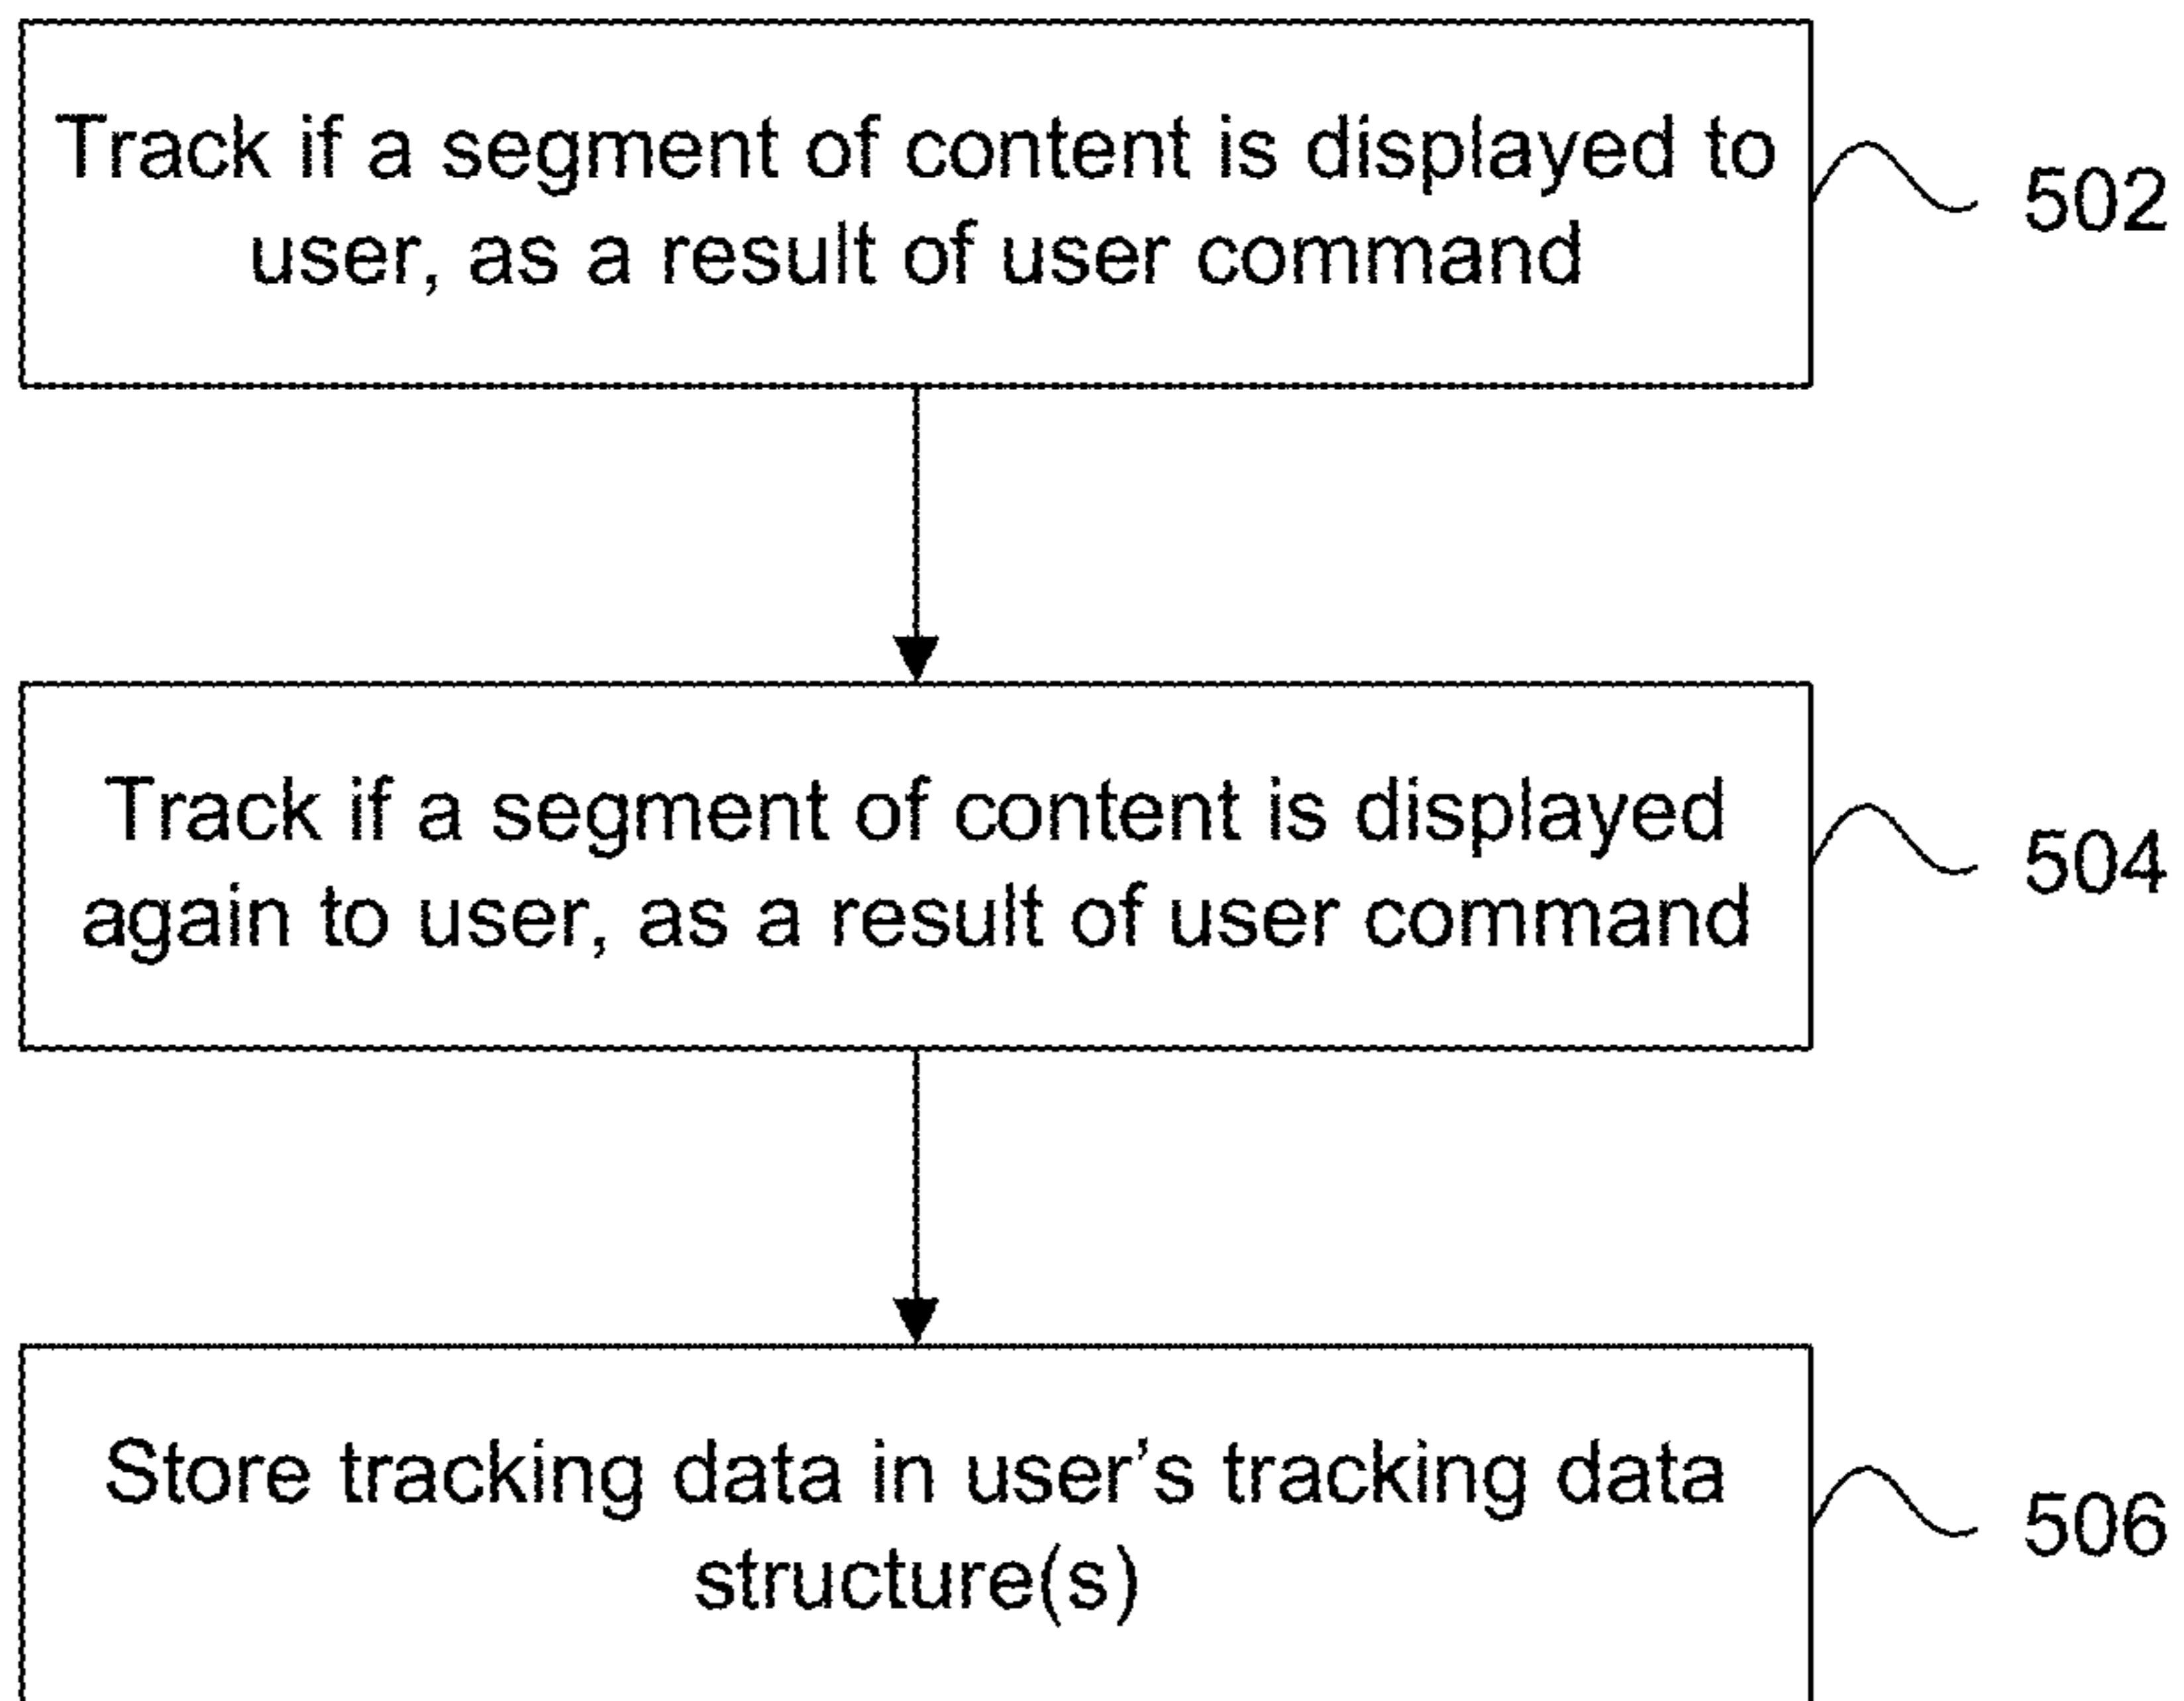 Track if a segment of content is displayed to
user, as a result of user command
502
Track if a segment of content is displayed
again to user, as a result of user command
504
Store tracking data in user's tracking data
structure(s)
506